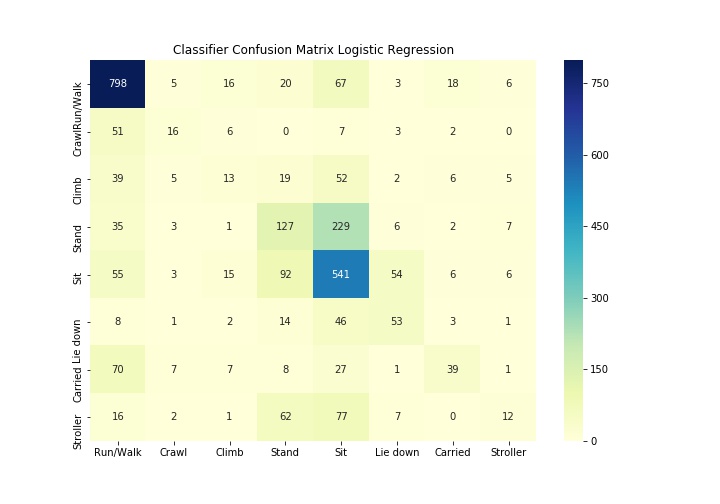 Classifier Confusion Matrix Logistic Regression
Run/Walk 798 5 16 20 67 3 18 6
Crawl 51 16 6 0 7 3 2 0
Climb 39 5 13 19 52 2 6 5
Stand 35 3 1 127 229 6 2 7
Sit 55 3 15 92 541 54 6 6
Lie down 8 1 2 14 46 53 3 1
Carried 70 7 7 8 27 1 39 1
Stroller 16 2 1 62 77 7 0 12
Run/Walk Crawl Climb Stand Sit Lie down Carried Stroller
750
600
450
300
150
0